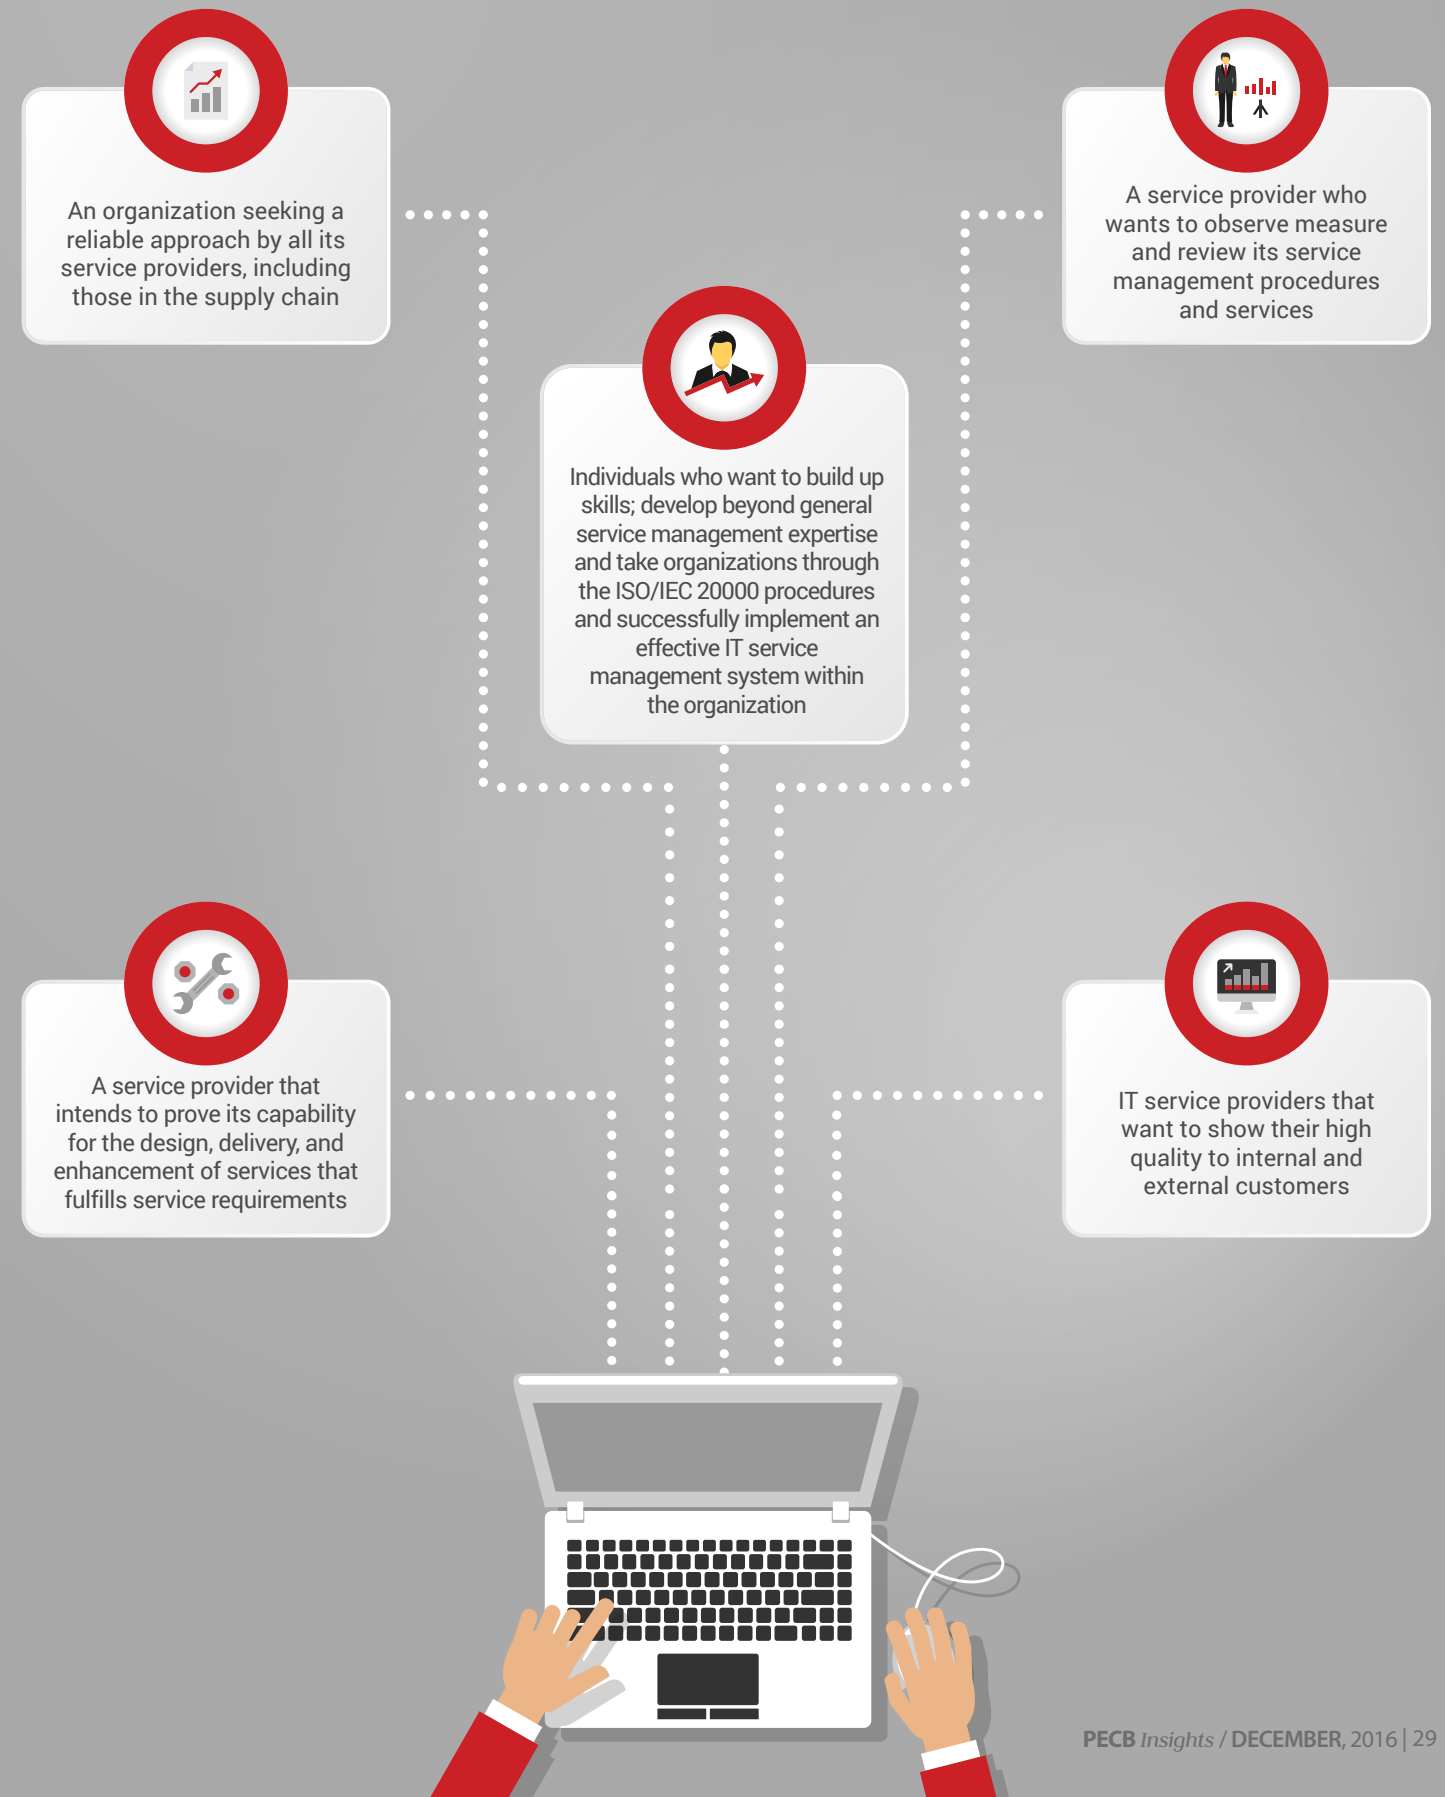 An organization seeking a
reliable approach by all its
service providers, including
those in the supply chain
A service provider who
wants to observe measure
and review its service
management procedures
and services
Individuals who want to build up
skills; develop beyond general
service management expertise
and take organizations through
the ISO/IEC 20000 procedures
and successfully implement an
effective IT service
management system within
the organization
A service provider that
intends to prove its capability
for the design, delivery, and
enhancement of services that
fulfills service requirements
IT service providers that
want to show their high
quality to internal and
external customers
PECB Insights / DECEMBER, 2016 | 29